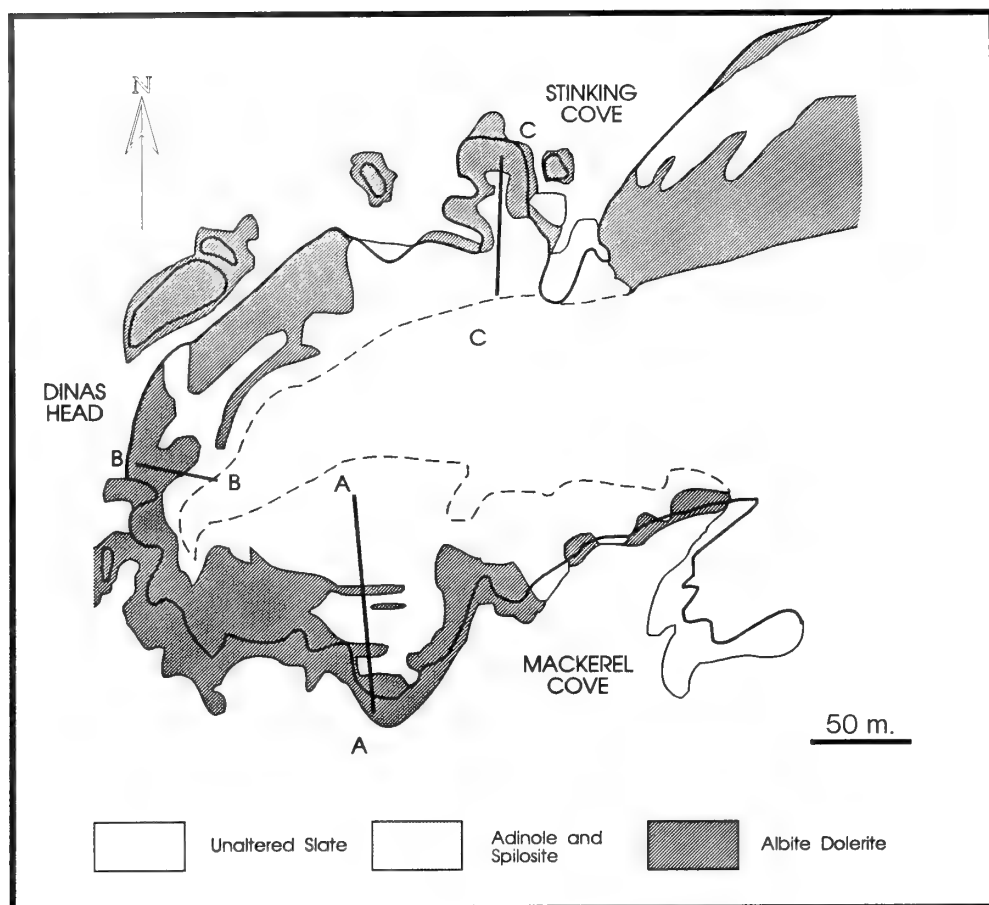 N
STINKING
COVE
C
C
DINAS
HEAD
B
B
A
MACKEREL
COVE
A
50 m.
Unaltered Slate
Adinole and
Spilosite
Albite Dolerite